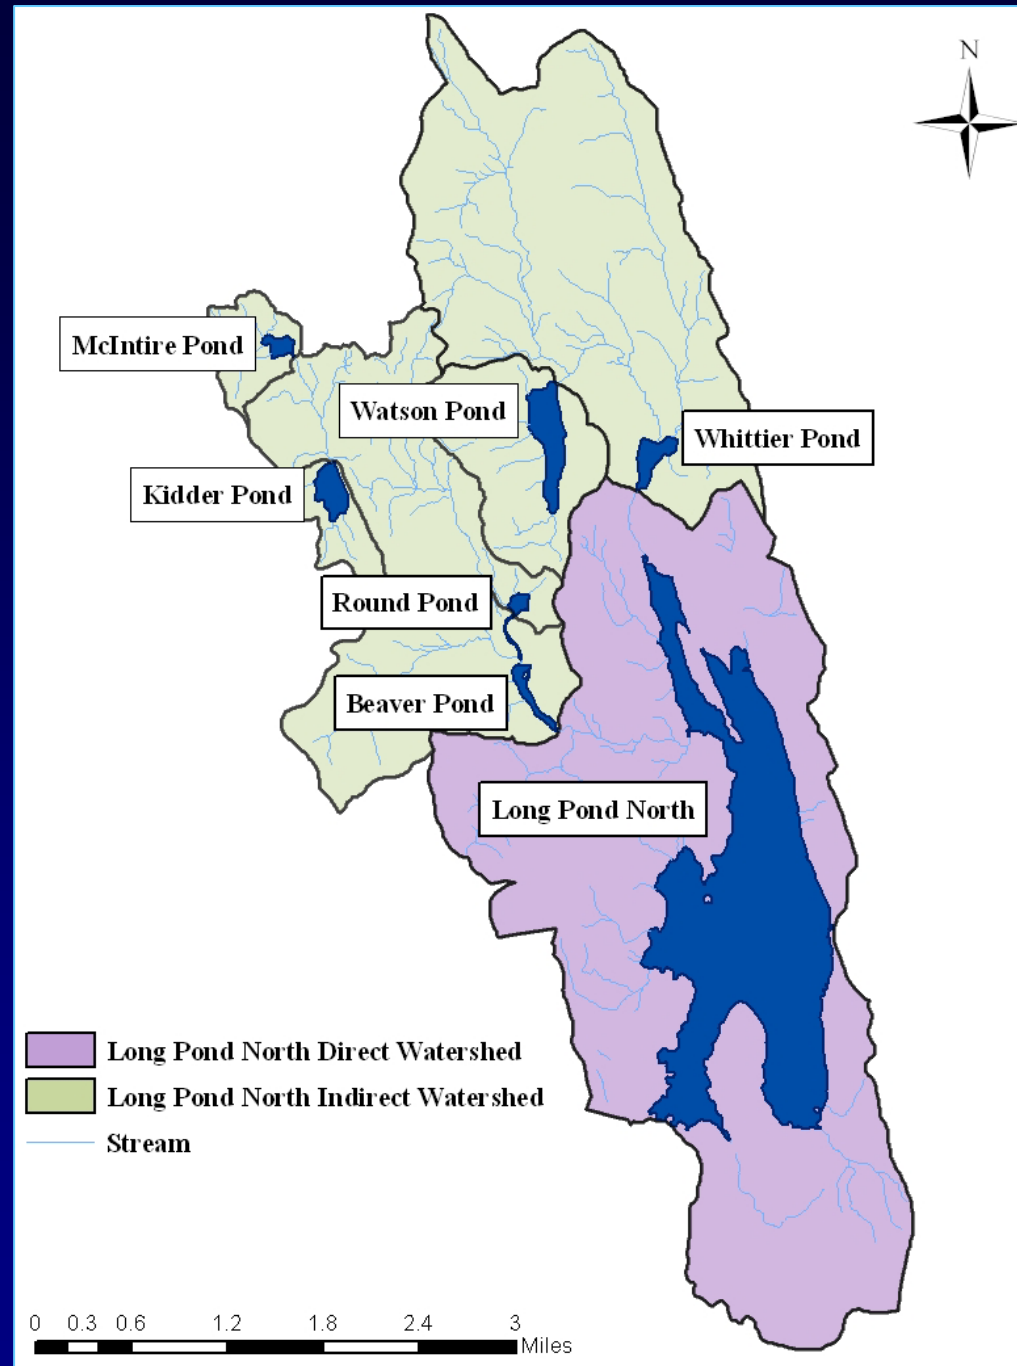 N
McIntire Pond
Watson Pond
Whittier Pond
Kidder Pond
Round Pond
Beaver Pond
Long Pond North
Long Pond North Direct Watershed
Long Pond North Indirect Watershed
Stream
0 0.3 0.6 1.2 1.8 2.4 3
Miles